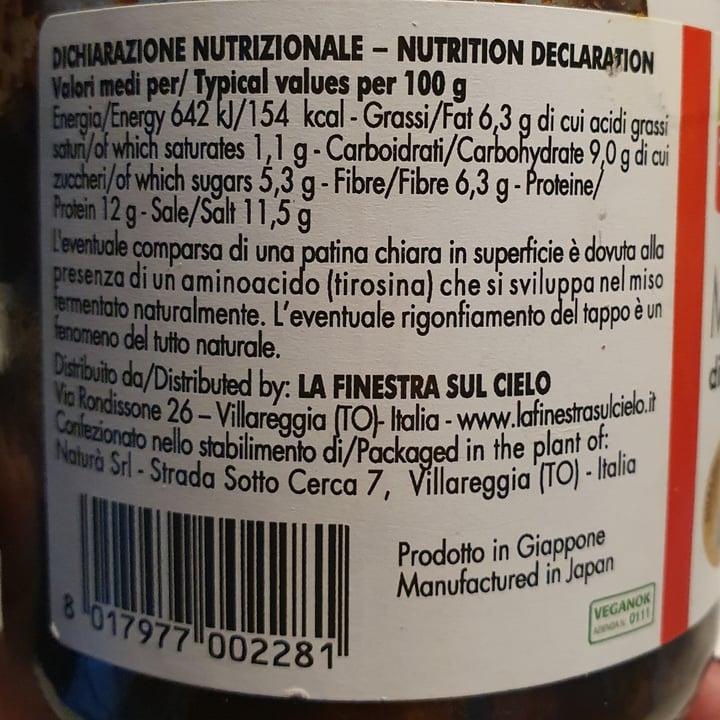 DICHIARAZIONE NUTRIZIONALE – NUTRITION DECLARATION
Valori medi per/ Typical values per 100 g
Energia/Energy 642 kJ/154 kcal - Grassi/Fat 6,3 g di cui acidi grassi
saturi/of which saturates 1,1 g - Carboidrati/Carbohydrate 9,0 g di cui
zuccheri/of which sugars 5,3 g - Fibre/Fibre 6,3 g - Proteine/
Protein 12 g - Sale/Salt 11,5 g
L'eventuale comparsa di una patina chiara in superficie è dovuta alla
presenza di un aminoacido (tirosina) che si sviluppa nel miso
fermentato naturalmente. L'eventuale rigonfiamento del tappo è un
fenomeno del tutto naturale.
Distribuito da/Distributed by: LA FINESTRA SUL CIELO
Via Rondissone 26 – Villareggia (TO)- Italia - www.lafinestrasulcielo.it
Confezionato nello stabilimento di/Packaged in the plant of:
Naturà Srl - Strada Sotto Cerca 7, Villareggia (TO) - Italia
Prodotto in Giappone
Manufactured in Japan
VEGANOK
AZIENDA N. 0111
8 017977 002281